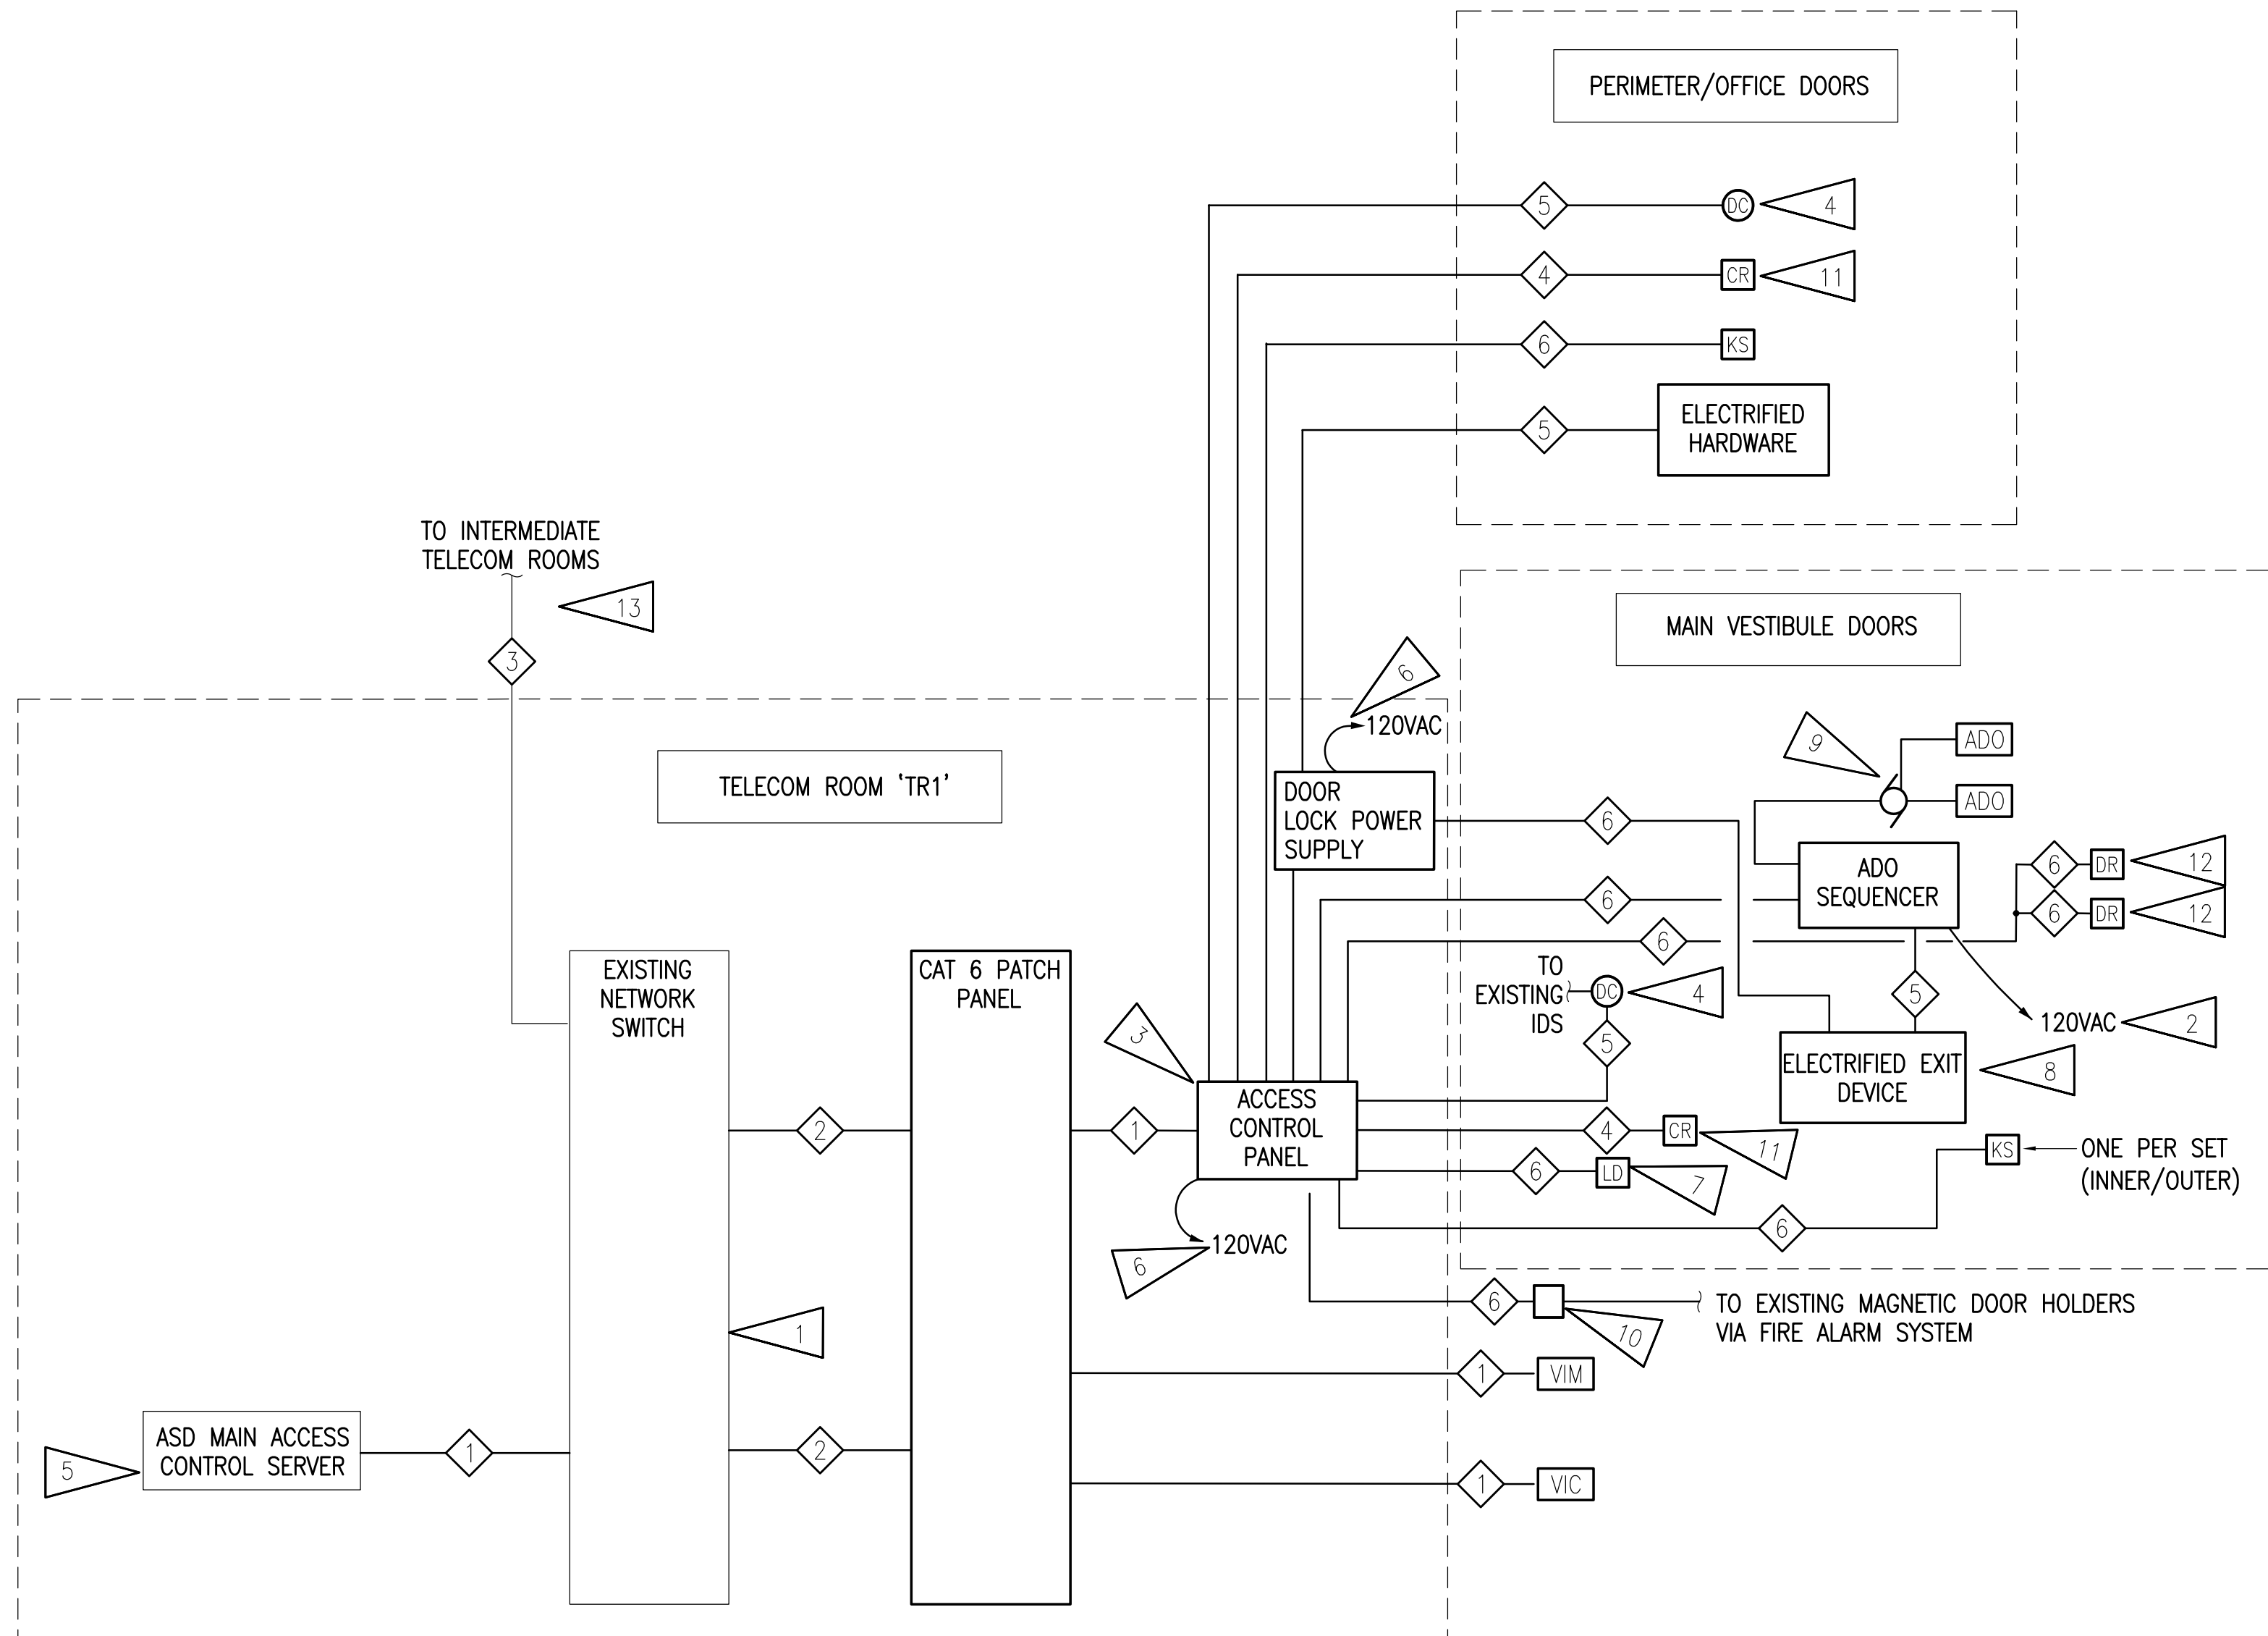 PERIMETER/OFFICE DOORS
5
DC
4
4
CR
11
6
KS
5
ELECTRIFIED
HARDWARE
TO INTERMEDIATE
TELECOM ROOMS
13
3
MAIN VESTIBULE DOORS
6
120VAC
TELECOM ROOM 'TR1'
DOOR
LOCK POWER
SUPPLY
9
ADO
ADO
6
ADO
SEQUENCER
6
DR
12
6
DR
12
6
6
TO
EXISTING
IDS
DC
4
5
5
120VAC
2
ELECTRIFIED EXIT
DEVICE
8
EXISTING
NETWORK
SWITCH
CAT 6 PATCH
PANEL
3
ACCESS
CONTROL
PANEL
2
1
4
CR
11
6
LD
7
KS
ONE PER SET
(INNER/OUTER)
6
120VAC
6
6
10
TO EXISTING MAGNETIC DOOR HOLDERS
VIA FIRE ALARM SYSTEM
1
1
VIM
ASD MAIN ACCESS
CONTROL SERVER
5
1
2
1
VIC